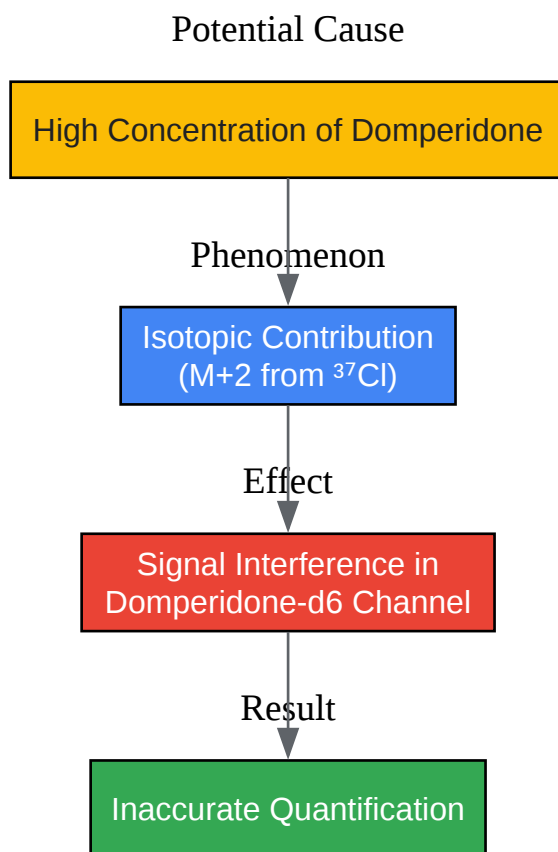 Potential Cause
High Concentration of Domperidone
Phenomenon
Isotopic Contribution
(M+2 from ³⁷Cl)
Effect
Signal Interference in
Domperidone-d6 Channel
Result
Inaccurate Quantification